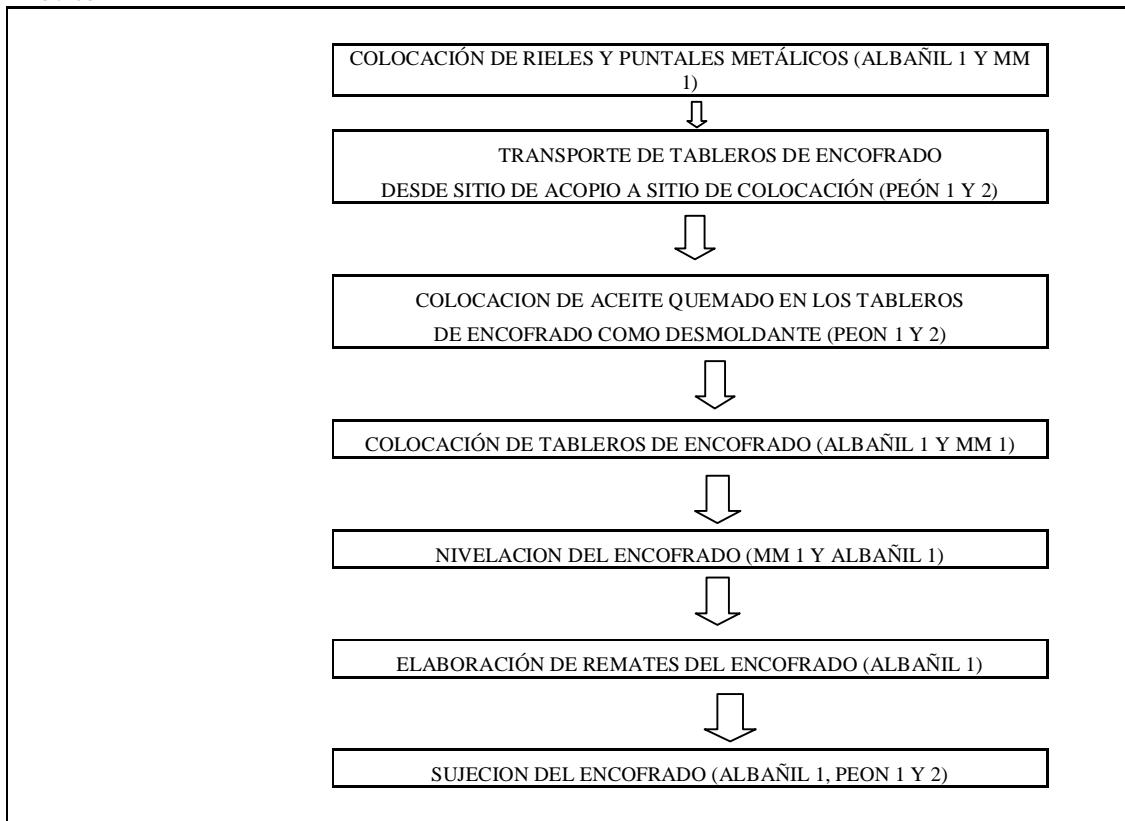 COLOCACIÓN DE RIELES Y PUNTALES METÁLICOS (ALBAÑIL 1 Y MM
1)
TRANSPORTE DE TABLEROS DE ENCOFRADO
DESDE SITIO DE ACOPIO A SITIO DE COLOCACIÓN (PEÓN 1 Y 2)
COLOCACION DE ACEITE QUEMADO EN LOS TABLEROS
DE ENCOFRADO COMO DESMOLDANTE (PEON 1 Y 2)
COLOCACIÓN DE TABLEROS DE ENCOFRADO (ALBAÑIL 1 Y MM 1)
NIVELACION DEL ENCOFRADO (MM 1 Y ALBAÑIL 1)
ELABORACIÓN DE REMATES DEL ENCOFRADO (ALBAÑIL 1)
SUJECION DEL ENCOFRADO (ALBAÑIL 1, PEON 1 Y 2)